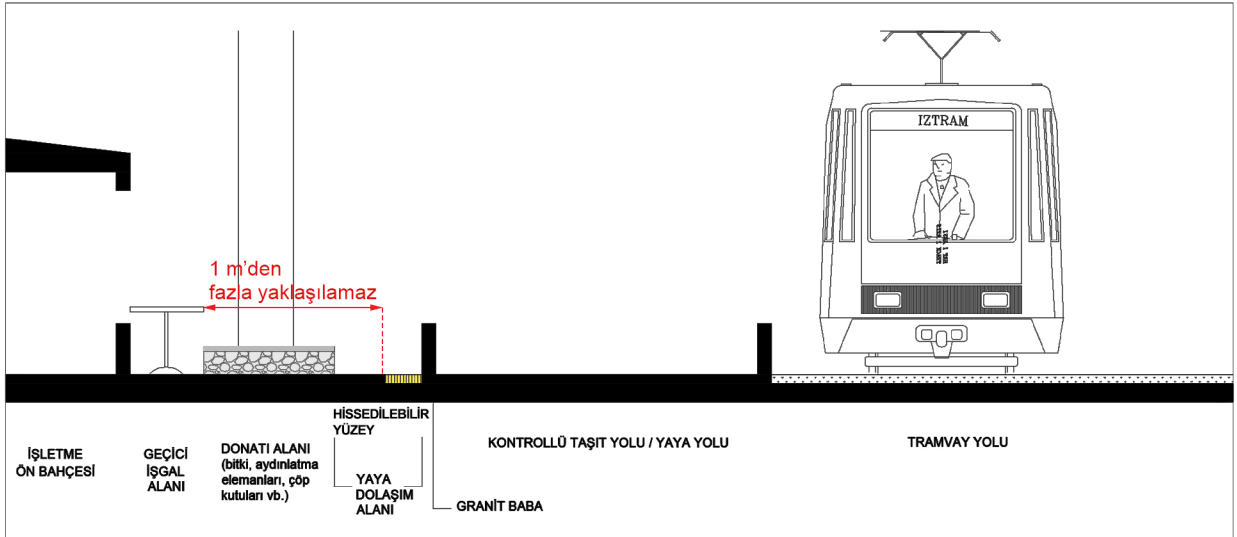 IZTRAM
1 m'den
fazla yaklaşılamaz
İŞLETME
ÖN BAHÇESİ
GEÇİCİ
İŞGAL
ALANI
DONATI ALANI
(bitki, aydınlatma
elemanları, çöp
kutuları vb.)
HİSSEDİLEBİLİR
YÜZEY
YAYA
DOLAŞIM
ALANI
GRANİT BABA
KONTROLLÜ TAŞIT YOLU / YAYA YOLU
TRAMVAY YOLU